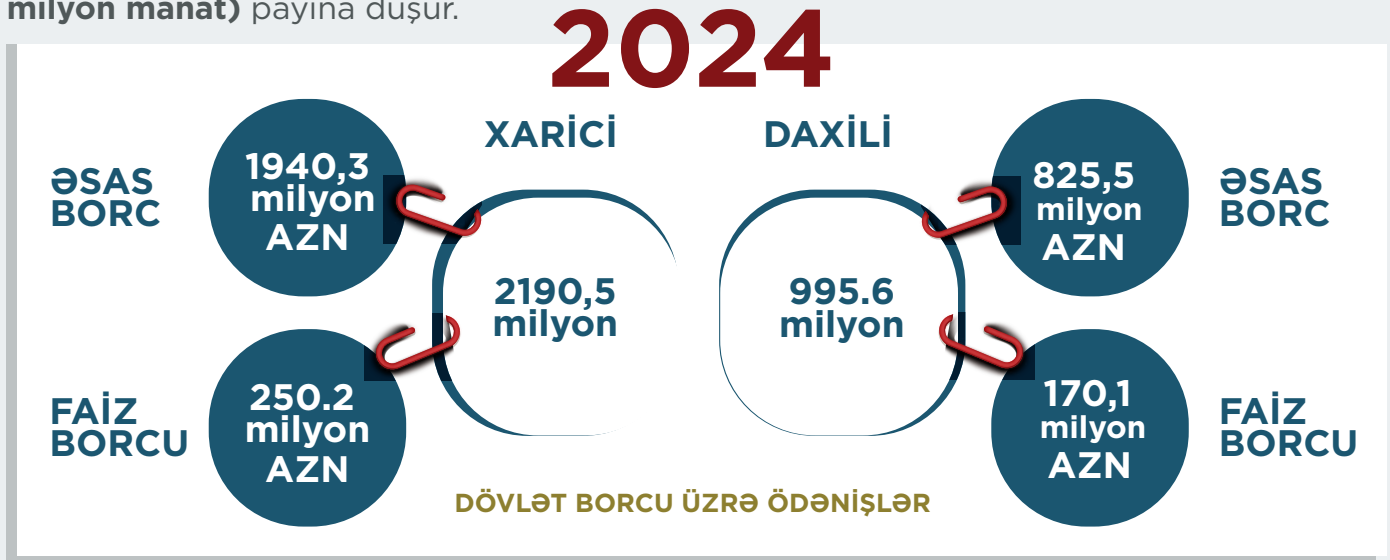 milyon manat) payına düşür.
2024
XARİCİ
DAXİLİ
ƏSAS
BORC
1940,3
milyon
AZN
2190,5
milyon
995.6
milyon
825,5
milyon
AZN
ƏSAS
BORC
FAİZ
BORCU
250.2
milyon
AZN
170,1
milyon
AZN
FAİZ
BORCU
DÖVLƏT BORCU ÜZRƏ ÖDƏNİŞLƏR